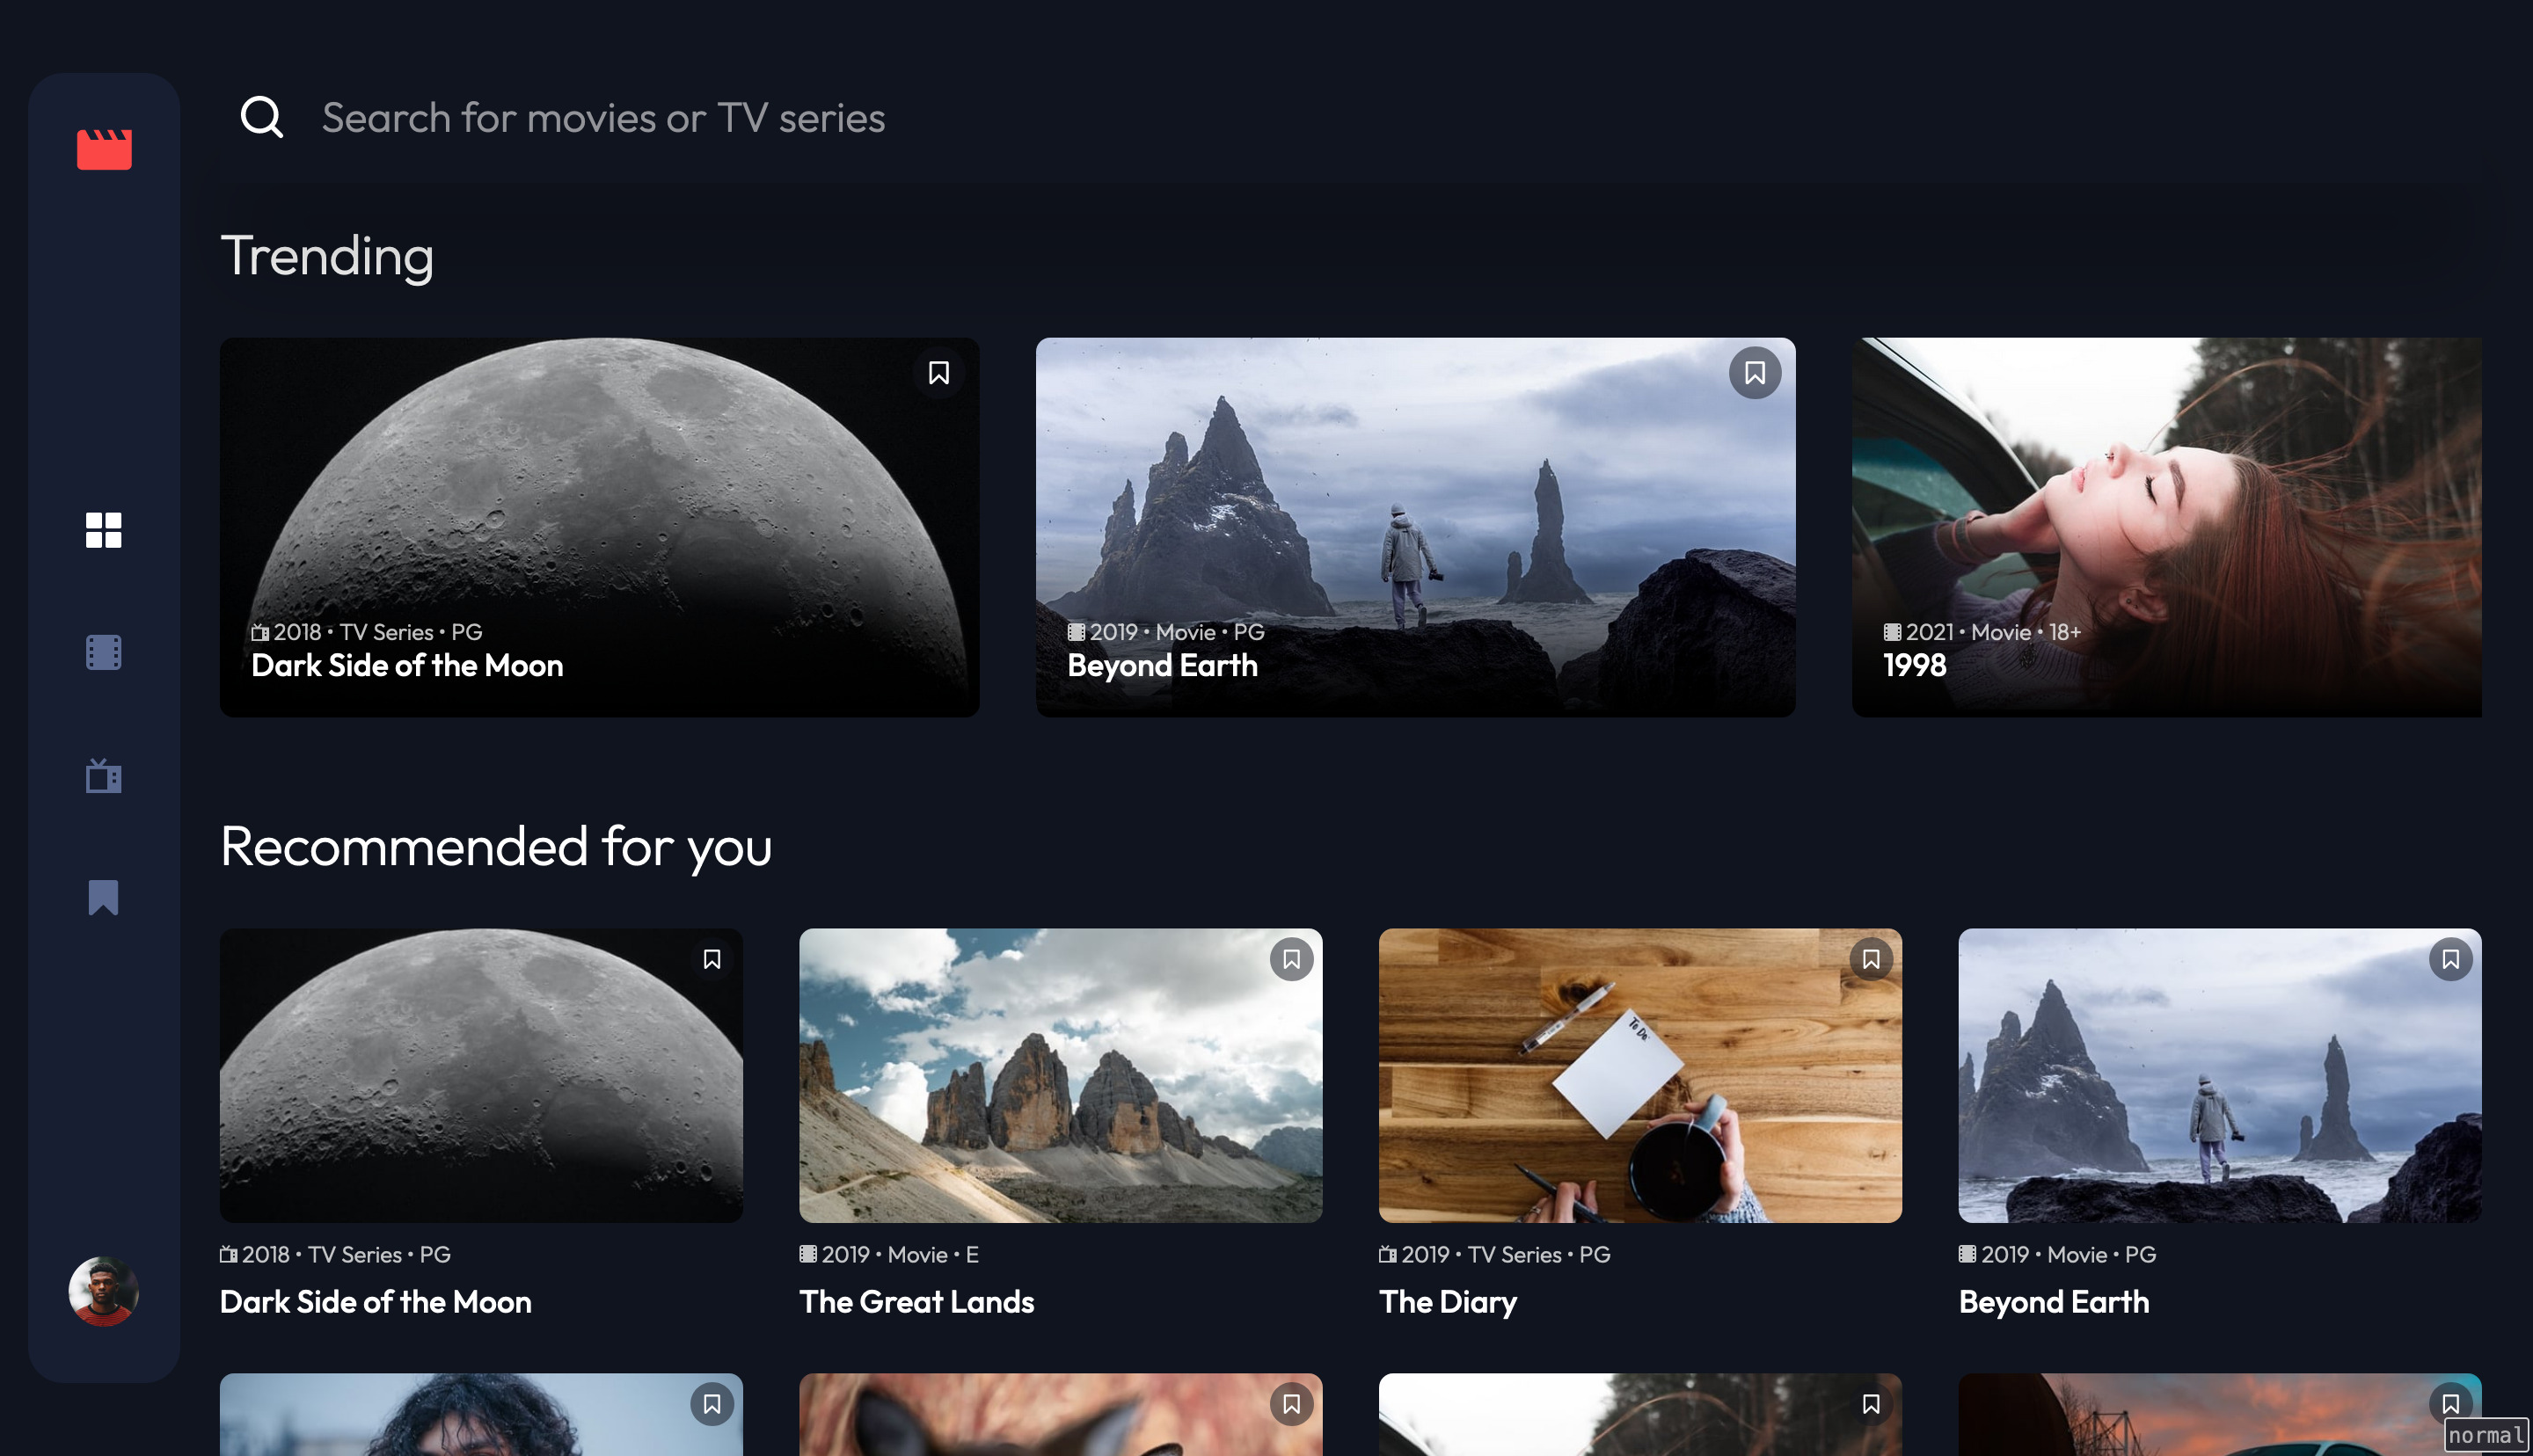 Search for movies or TV series
Trending
2018 • TV Series • PG
Dark Side of the Moon
2019 • Movie • PG
Beyond Earth
2021 • Movie • 18+
1998
Recommended for you
To Do
2018 • TV Series • PG
Dark Side of the Moon
2019 • Movie • E
The Great Lands
2019 • TV Series • PG
The Diary
2019 • Movie • PG
Beyond Earth
normal